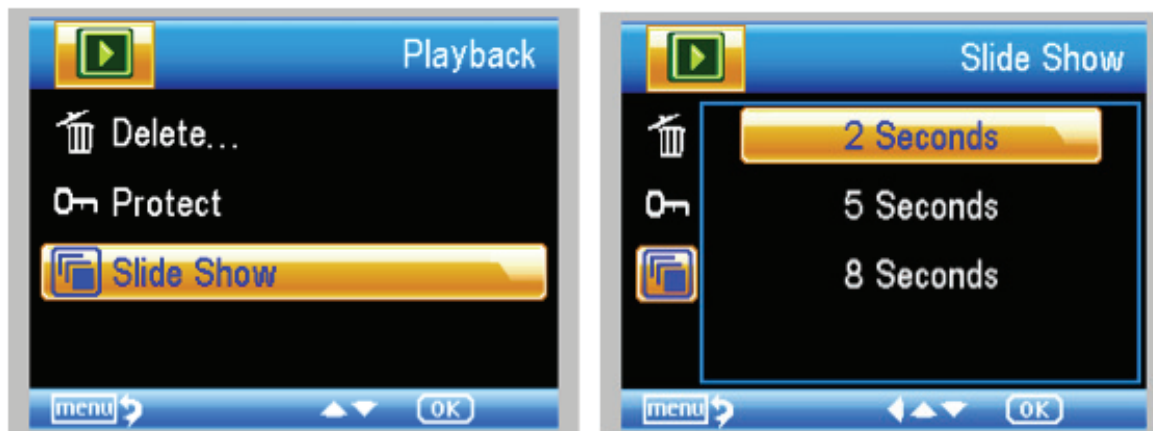 Playback
Delete...
Protect
Slide Show
menu
OK
Slide Show
2 Seconds
5 Seconds
8 Seconds
menu
OK